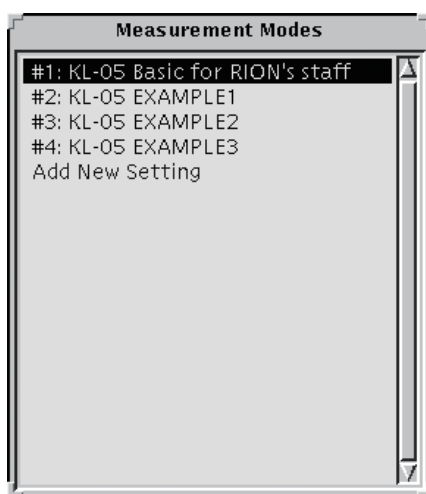 Measurement Modes
#1: KL-05 Basic for RION's staff
#2: KL-05 EXAMPLE1
#3: KL-05 EXAMPLE2
#4: KL-05 EXAMPLE3
Add New Setting